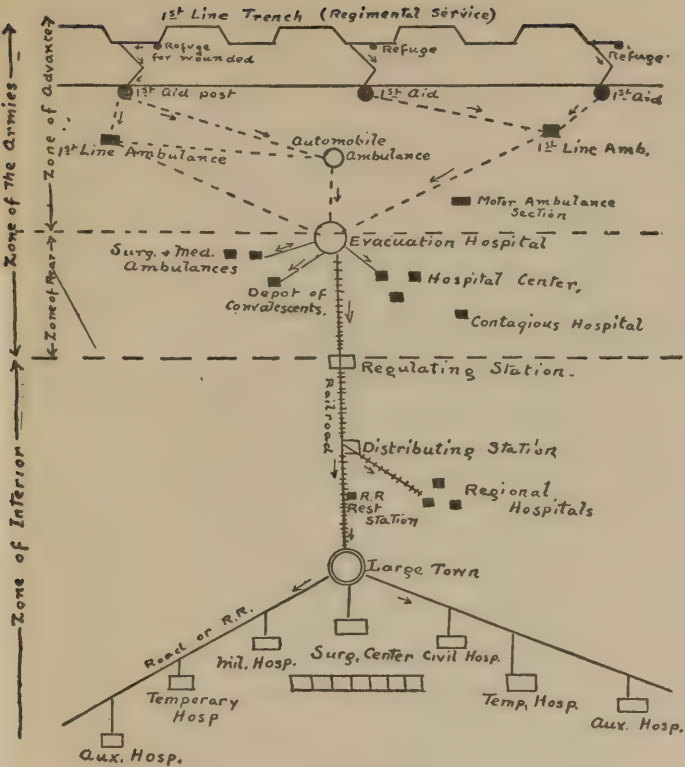 1st Line Trench (Regimental Service)
Refuge
for wounded
Refuge
Refuge.
1st Aid post
1st Aid
1st Aid
1st Line Ambulance
Automobile
Ambulance
1st Line Amb.
Motor Ambulance
Section
Evacuation Hospital
Surg. & Med.
Ambulances
Depot of
Convalescents.
Hospital Center,
Contagious Hospital
Regulating Station.
Railroad
Distributing Station
Regional
Hospitals
R.R
Rest
Station
Large Town
Road or R.R.
Mil. Hosp.
Surg. Center
Civil Hosp.
Temporary
Hosp
Temp. Hosp.
Aux. Hosp.
Aux. Hosp.
Zone of The armies
Zone of Advance
Zone of Rear
Zone of Interior